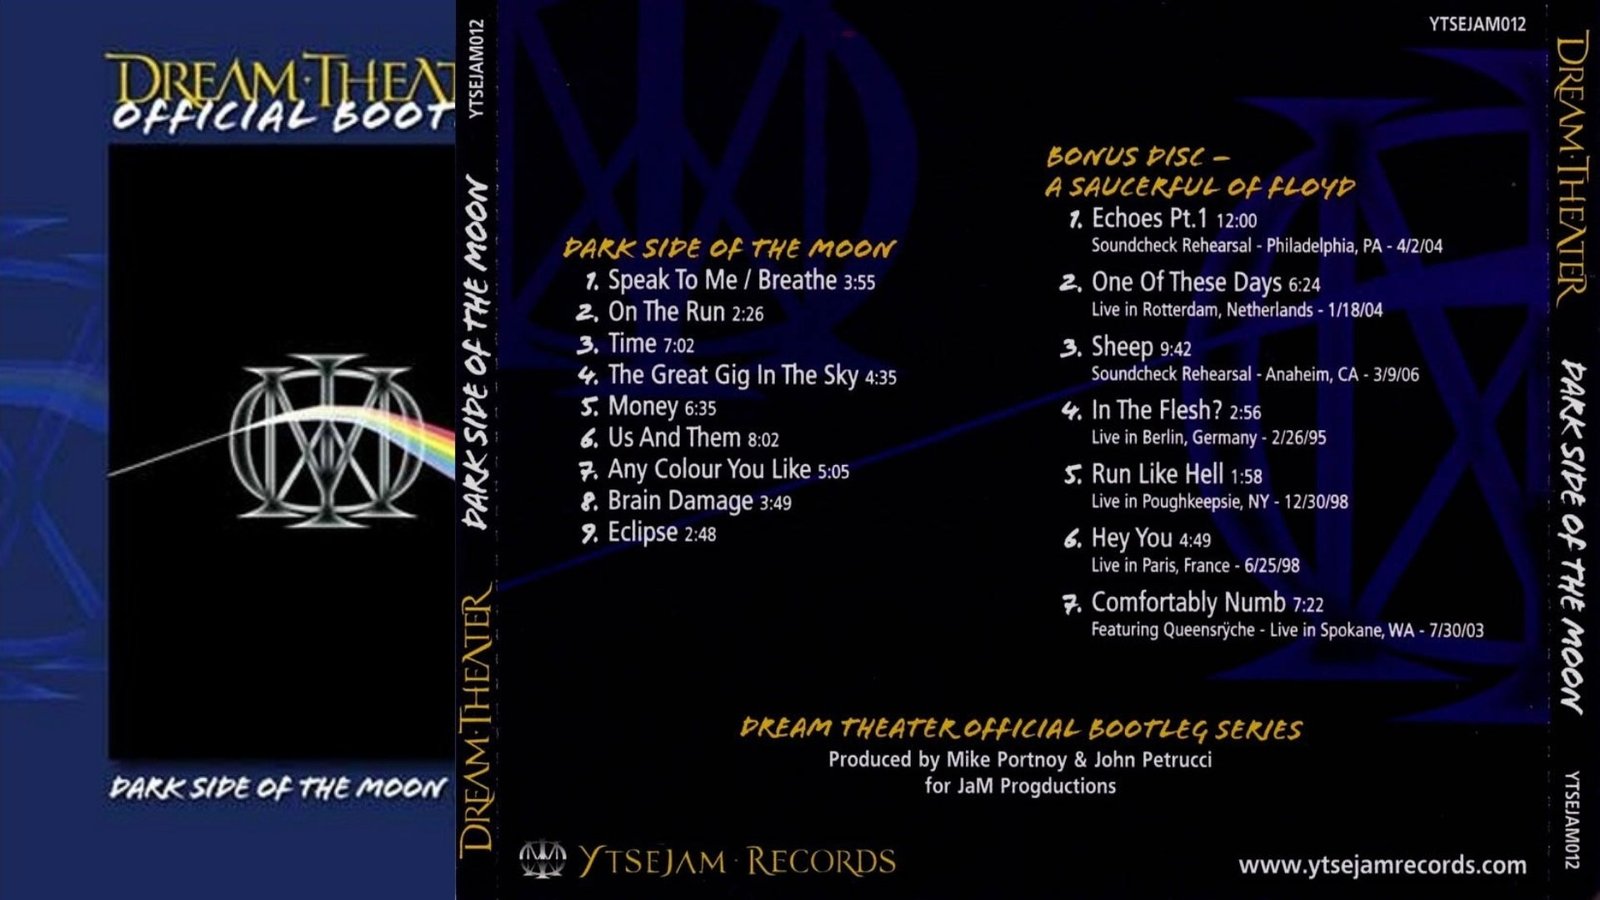 DREAM·THEAT
OFFICIAL BOOT
DARK SIDE OF THE MOON
YTSEJAM012
DARK SIDE OF THE MOON
DREAM·THEATER
YTSEJAM012
DARK SIDE OF THE MOON
1. Speak To Me / Breathe 3:55
2. On The Run 2:26
3. Time 7:02
4. The Great Gig In The Sky 4:35
5. Money 6:35
6. Us And Them 8:02
7. Any Colour You Like 5:05
8. Brain Damage 3:49
9. Eclipse 2:48
BONUS DISC –
A SAUCERFUL OF FLOYD
1. Echoes Pt.1 12:00
Soundcheck Rehearsal - Philadelphia, PA - 4/2/04
2. One Of These Days 6:24
Live in Rotterdam, Netherlands - 1/18/04
3. Sheep 9:42
Soundcheck Rehearsal - Anaheim, CA - 3/9/06
4. In The Flesh? 2:56
Live in Berlin, Germany - 2/26/95
5. Run Like Hell 1:58
Live in Poughkeepsie, NY - 12/30/98
6. Hey You 4:49
Live in Paris, France - 6/25/98
7. Comfortably Numb 7:22
Featuring Queensrÿche - Live in Spokane, WA - 7/30/03
DREAM THEATER OFFICIAL BOOTLEG SERIES
Produced by Mike Portnoy & John Petrucci
for JaM Progductions
YTSEJAM · RECORDS
www.ytsejamrecords.com
DREAM·THEATER
DARK SIDE OF THE MOON
YTSEJAM012